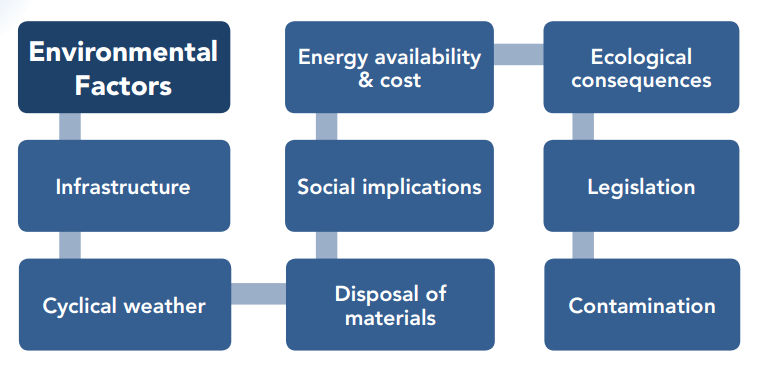 Environmental
Factors
Infrastructure
Cyclical weather
Disposal of
materials
Social implications
Energy availability
& cost
Ecological
consequences
Legislation
Contamination